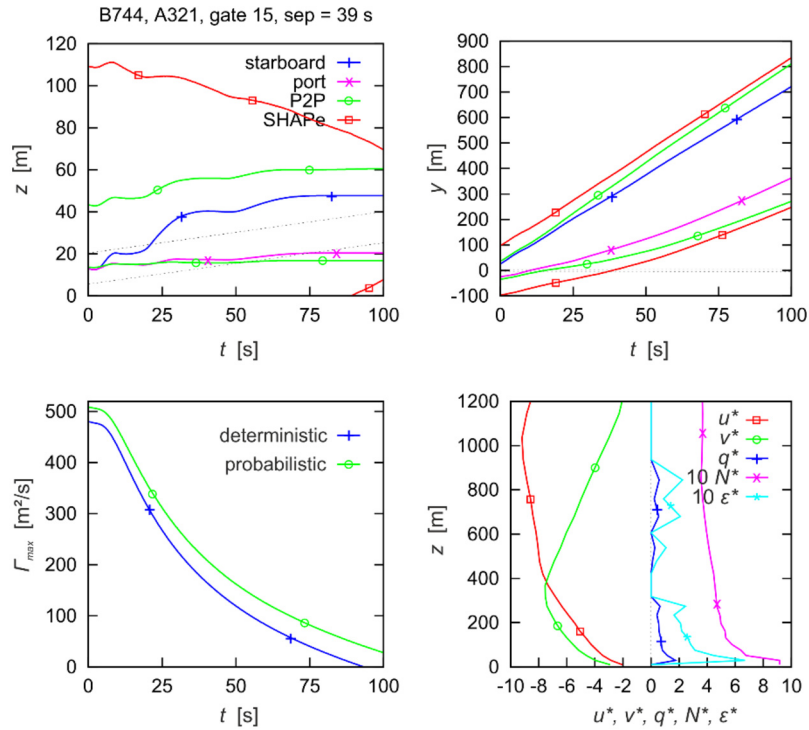 B744, A321, gate 15, sep = 39 s
120
100
80
60
40
20
0
z [m]
starboard
port
P2P
SHAPe
0 25 50 75 100
t [s]
900
800
700
600
500
400
300
200
100
0
-100
y [m]
0 25 50 75 100
t [s]
500
400
300
200
100
0
Γmax [m²/s]
deterministic
probabilistic
0 25 50 75 100
t [s]
1200
1000
800
600
400
200
0
z [m]
u*
v*
q*
10 N*
10 ε*
-10 -8 -6 -4 -2 0 2 4 6 8 10
u*, v*, q*, N*, ε*